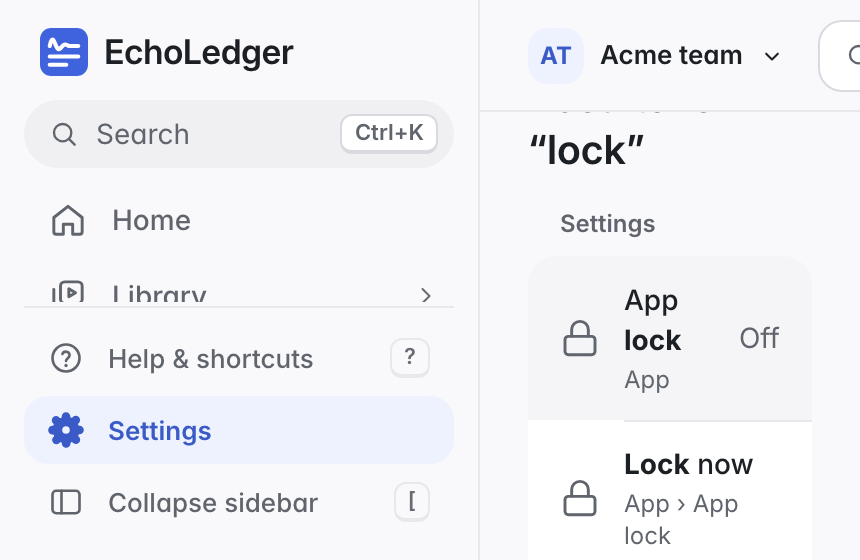 EchoLedger
Search
Ctrl+K
Home
Library
Help & shortcuts
?
Settings
Collapse sidebar
[
AT
Acme team
“lock”
Settings
App
lock
Off
App
Lock now
App › App
lock